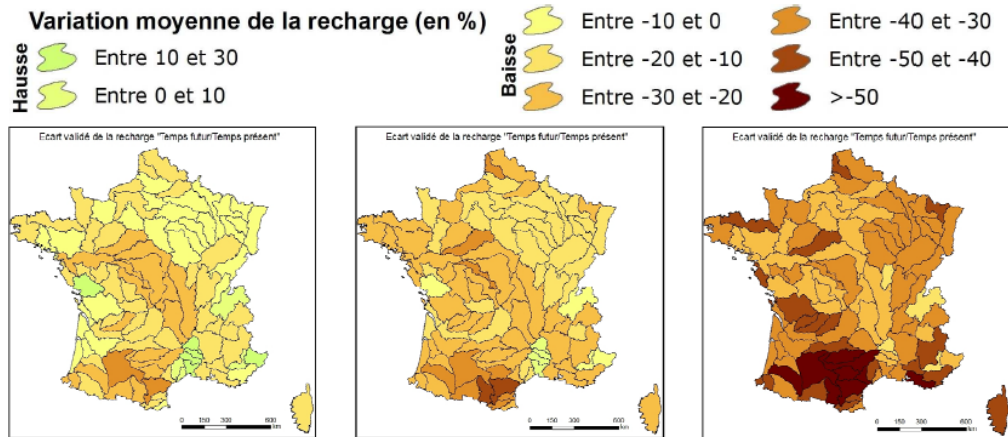 Variation moyenne de la recharge (en %)
Hausse
Entre 10 et 30
Entre 0 et 10
Baisse
Entre -10 et 0
Entre -20 et -10
Entre -30 et -20
Entre -40 et -30
Entre -50 et -40
>-50
Ecart validé de la recharge "Temps futur/Temps présent"
0 150 300 600
km
Ecart validé de la recharge "Temps futur/Temps présent"
0 150 300 600
km
Ecart validé de la recharge "Temps futur/Temps présent"
0 150 300 600
km